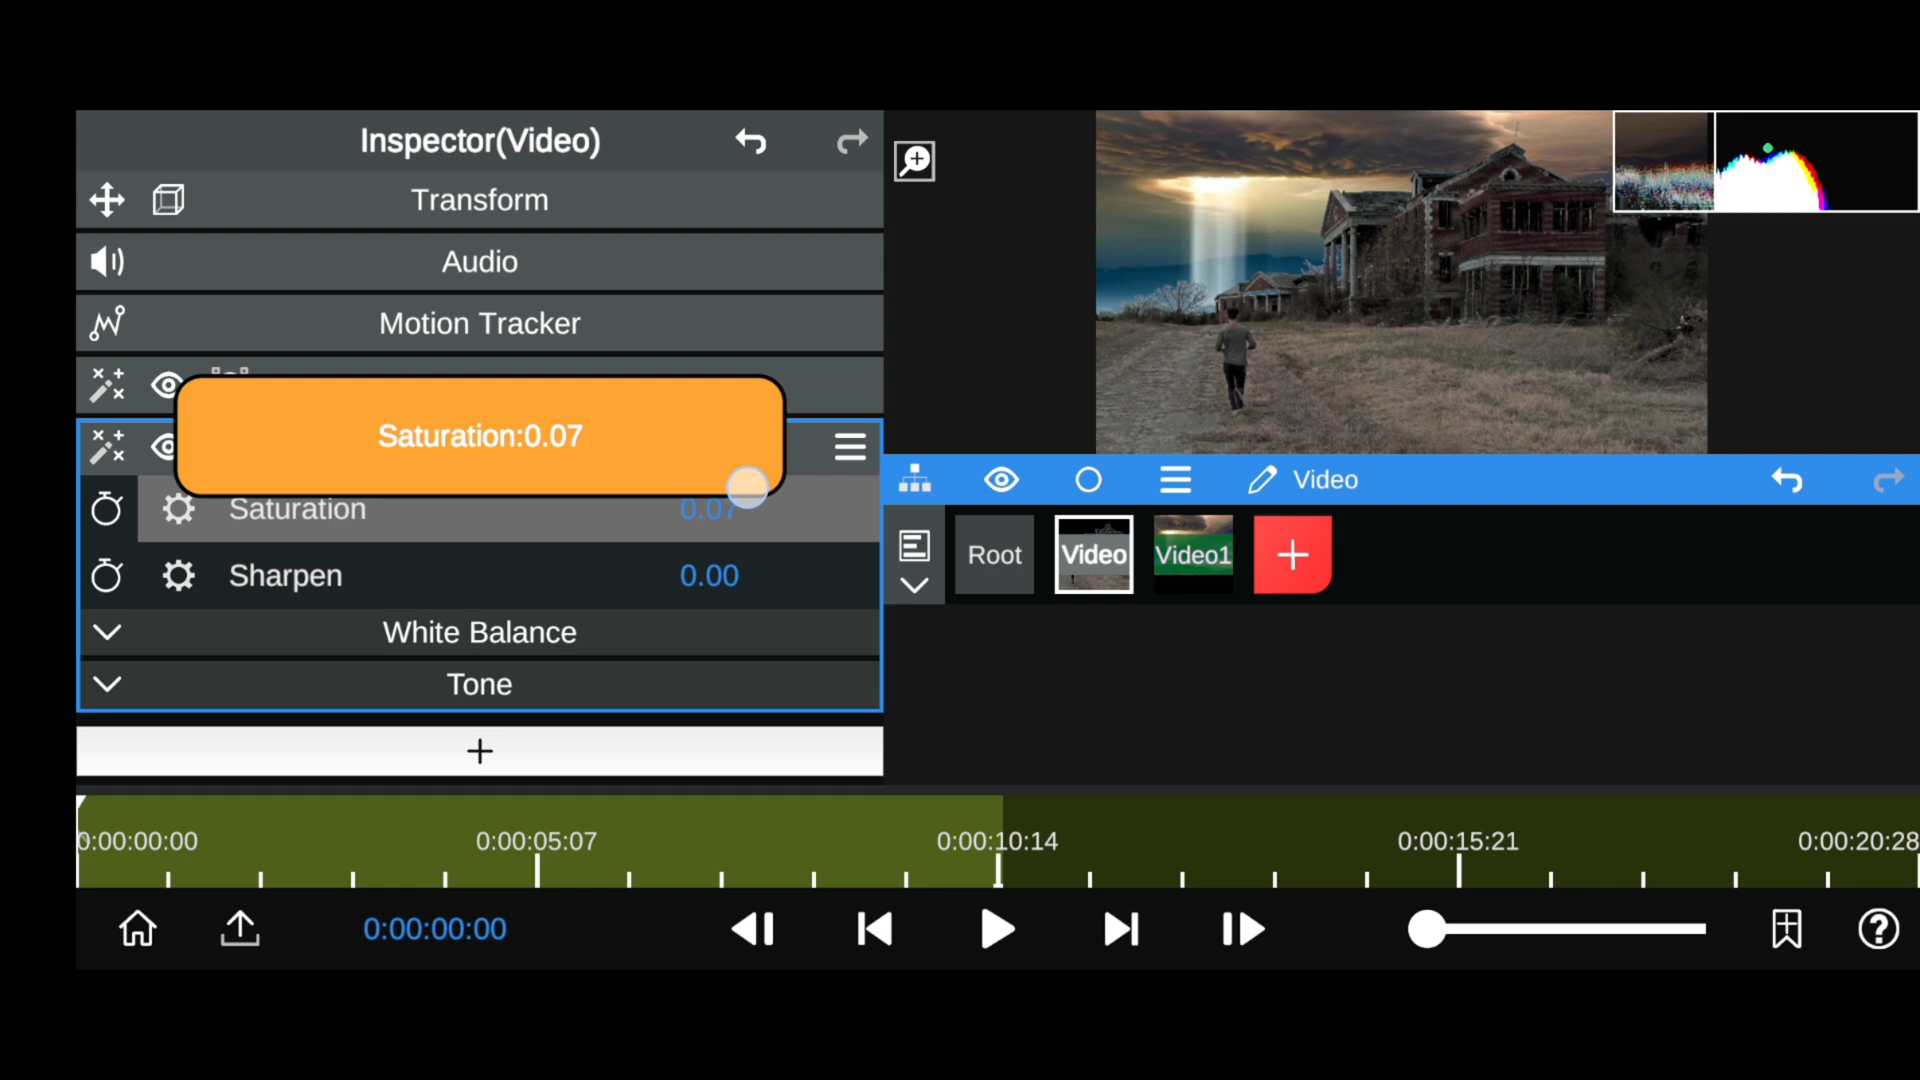 Inspector(Video)
Transform
Audio
Motion Tracker
Saturation:0.07
Saturation 0.07
Sharpen 0.00
White Balance
Tone
+
Video
Root Video Video1 +
0:00:00:00 0:00:05:07 0:00:10:14 0:00:15:21 0:00:20:28
0:00:00:00